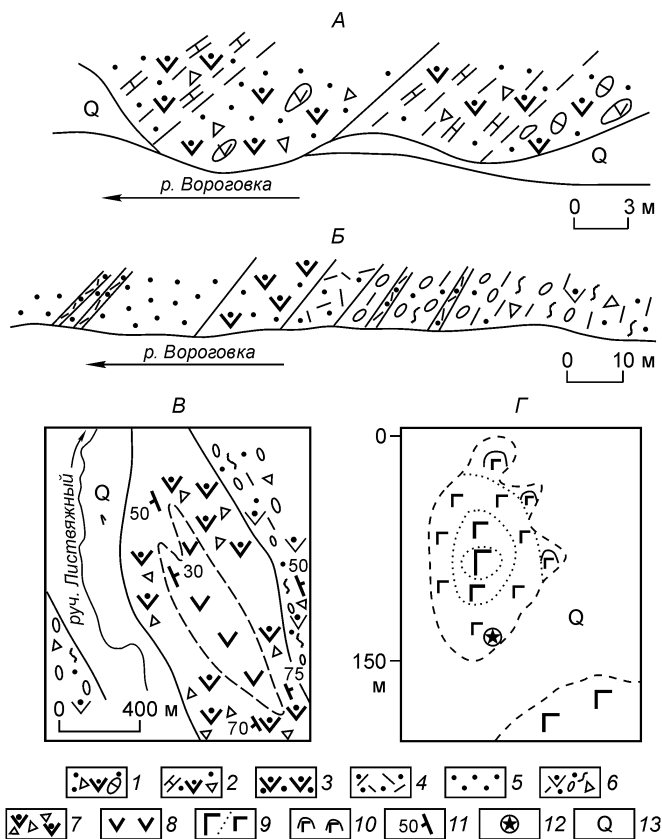 А
Q
Q
р. Вороговка
0 3 м
Б
р. Вороговка
0 10 м
В
Г
руч. Листвяжный
Q
50
30
50
75
70
0 400 м
0
150
м
Q
1
2
3
4
5
6
7
8
9
10
50 11
12
Q 13